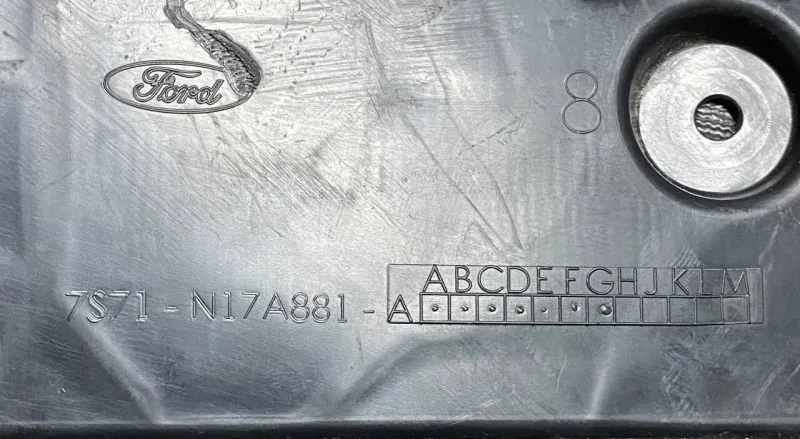 Ford
8
ABCDEFGHJKLM
7S71-N17A881-A